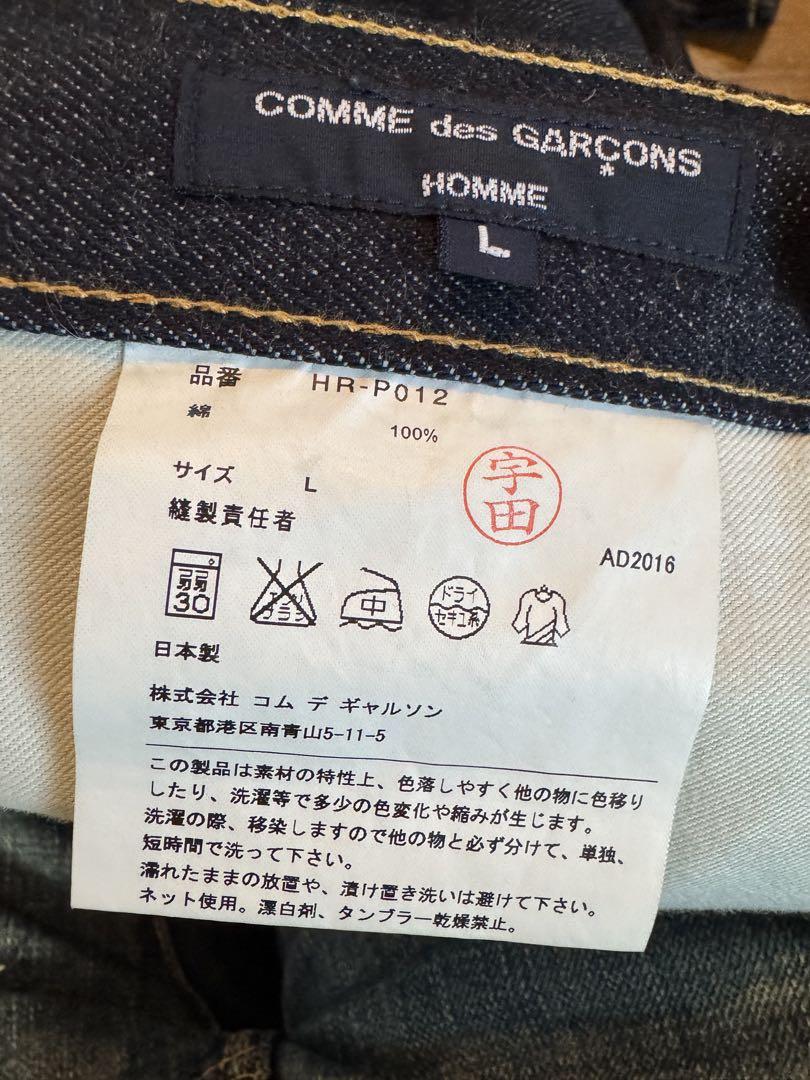 COMME des GARÇONS
HOMME
L
品番 HR-P012
綿
100%
サイズ L
縫製責任者
宇田
AD2016
弱 30
エンソ サラシ
中
ドライ
セキユ系
日本製
株式会社 コム デ ギャルソン
東京都港区南青山5-11-5
この製品は素材の特性上、色落しやすく他の物に色移り
したり、洗濯等で多少の色変化や縮みが生じます。
洗濯の際、移染しますので他の物と必ず分けて、単独、
短時間で洗って下さい。
濡れたままの放置や、漬け置き洗いは避けて下さい。
ネット使用。漂白剤、タンブラー乾燥禁止。